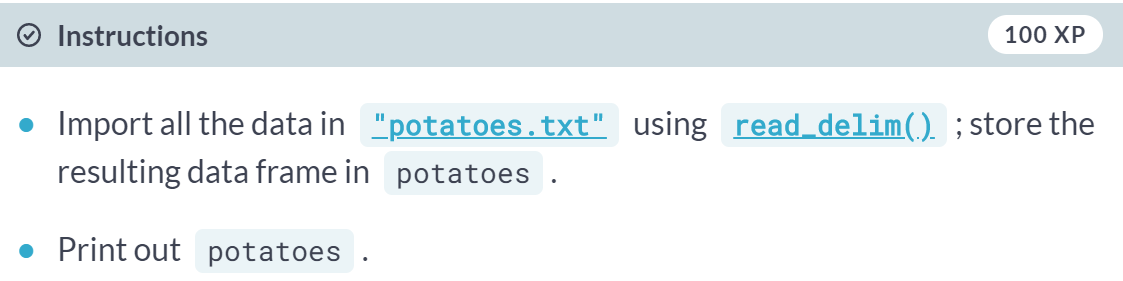 Instructions 100 XP
Import all the data in "potatoes.txt" using read_delim() ; store the
resulting data frame in potatoes .
Print out potatoes .